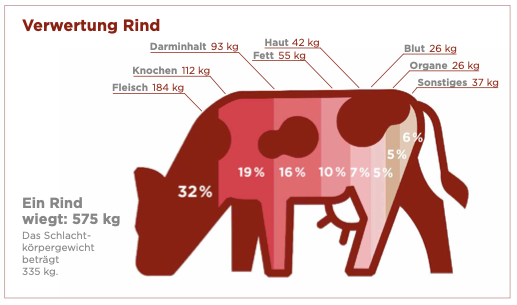 Verwertung Rind
Darminhalt 93 kg
Haut 42 kg
Fett 55 kg
Blut 26 kg
Organe 26 kg
Sonstiges 37 kg
Knochen 112 kg
Fleisch 184 kg
32 %
19 %
16 %
10 %
7 %
5 %
5 %
6 %
Ein Rind
wiegt: 575 kg
Das Schlacht-
körpergewicht
beträgt
335 kg.